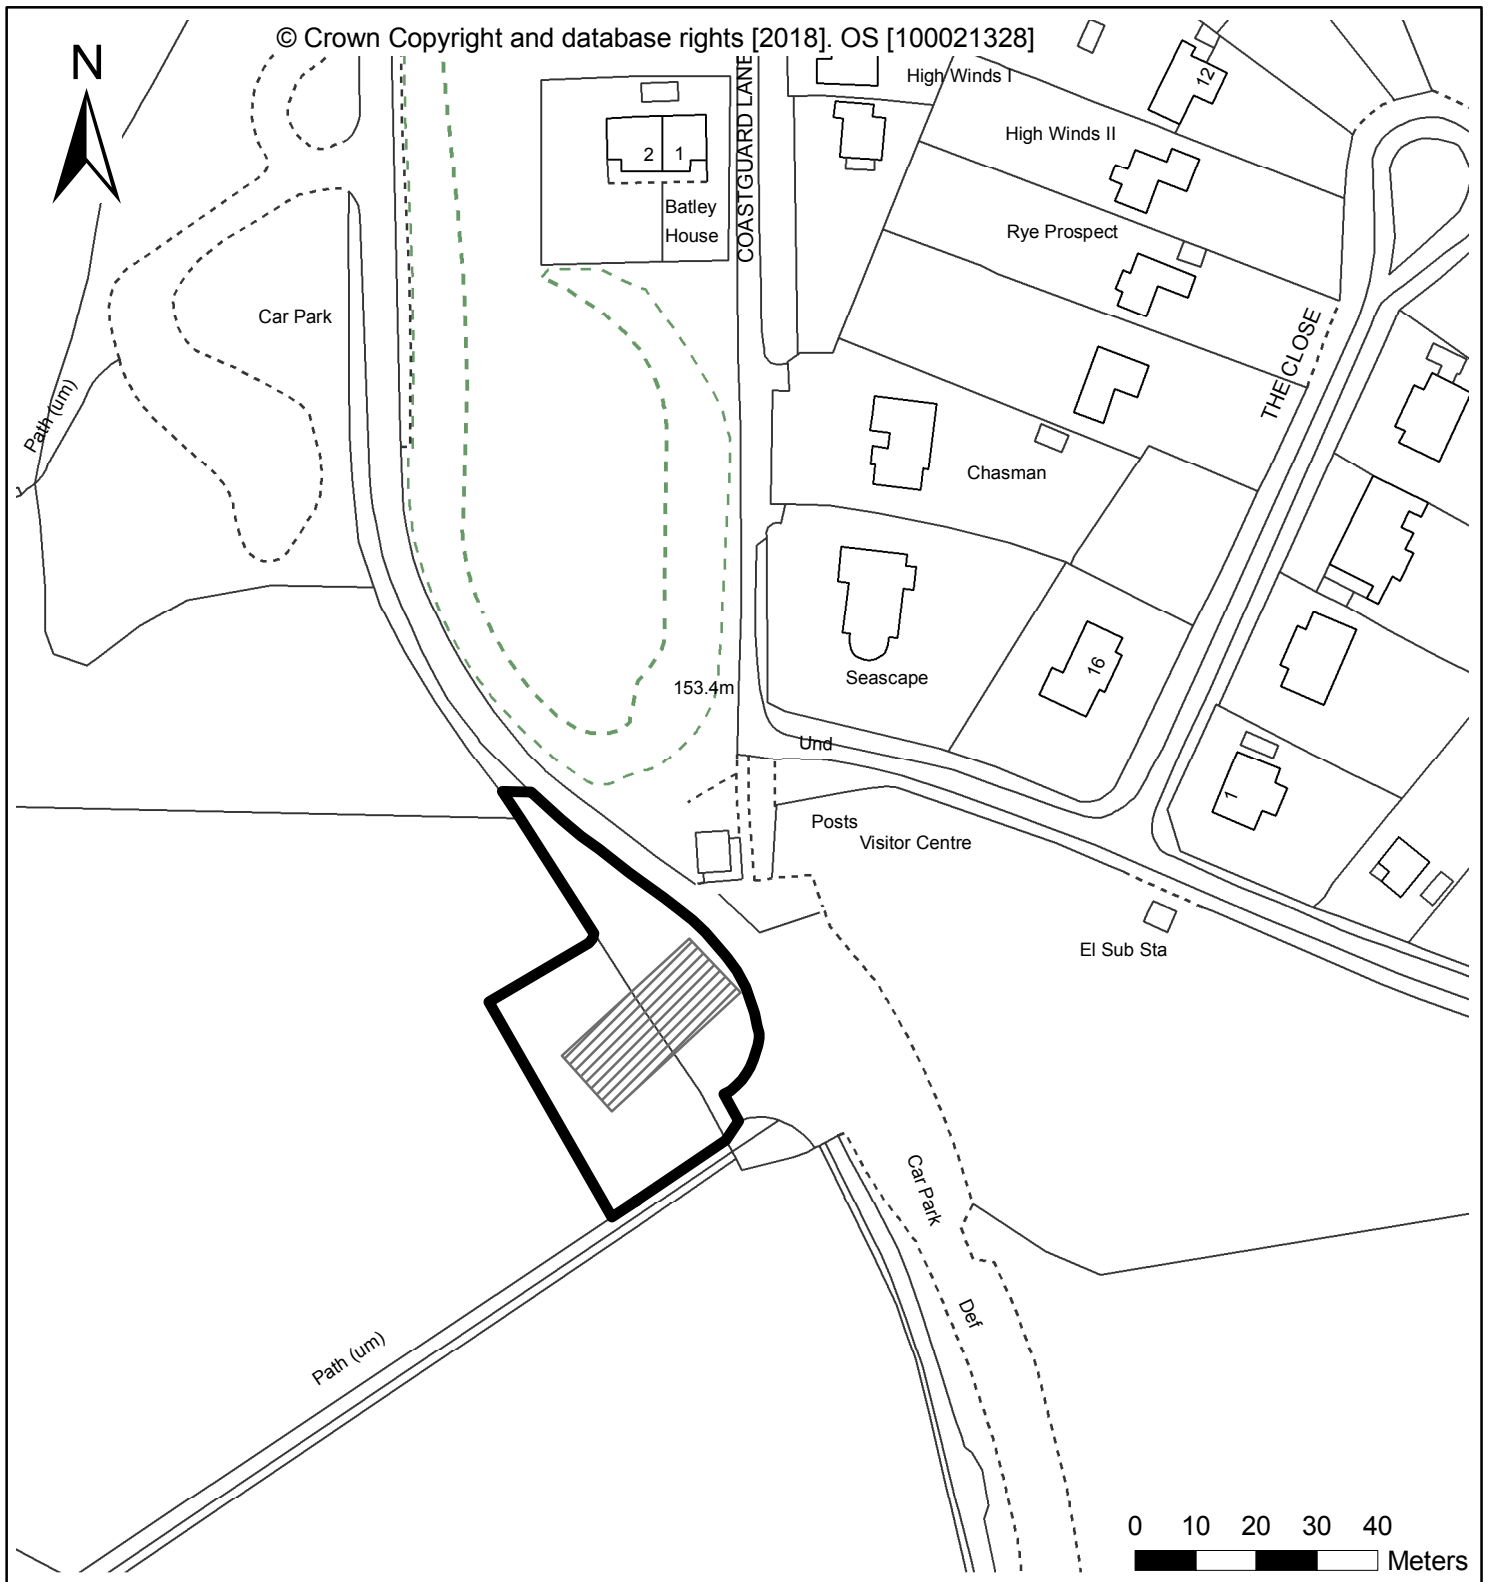 © Crown Copyright and database rights [2018]. OS [100021328]
N
COASTGUARD LANE
High Winds I
12
High Winds II
2
1
Batley
House
Rye Prospect
Car Park
THE CLOSE
Path (um)
Chasman
16
Seascape
153.4m
Und
1
Posts
Visitor Centre
El Sub Sta
Car Park
Def
Path (um)
0 10 20 30 40
Meters